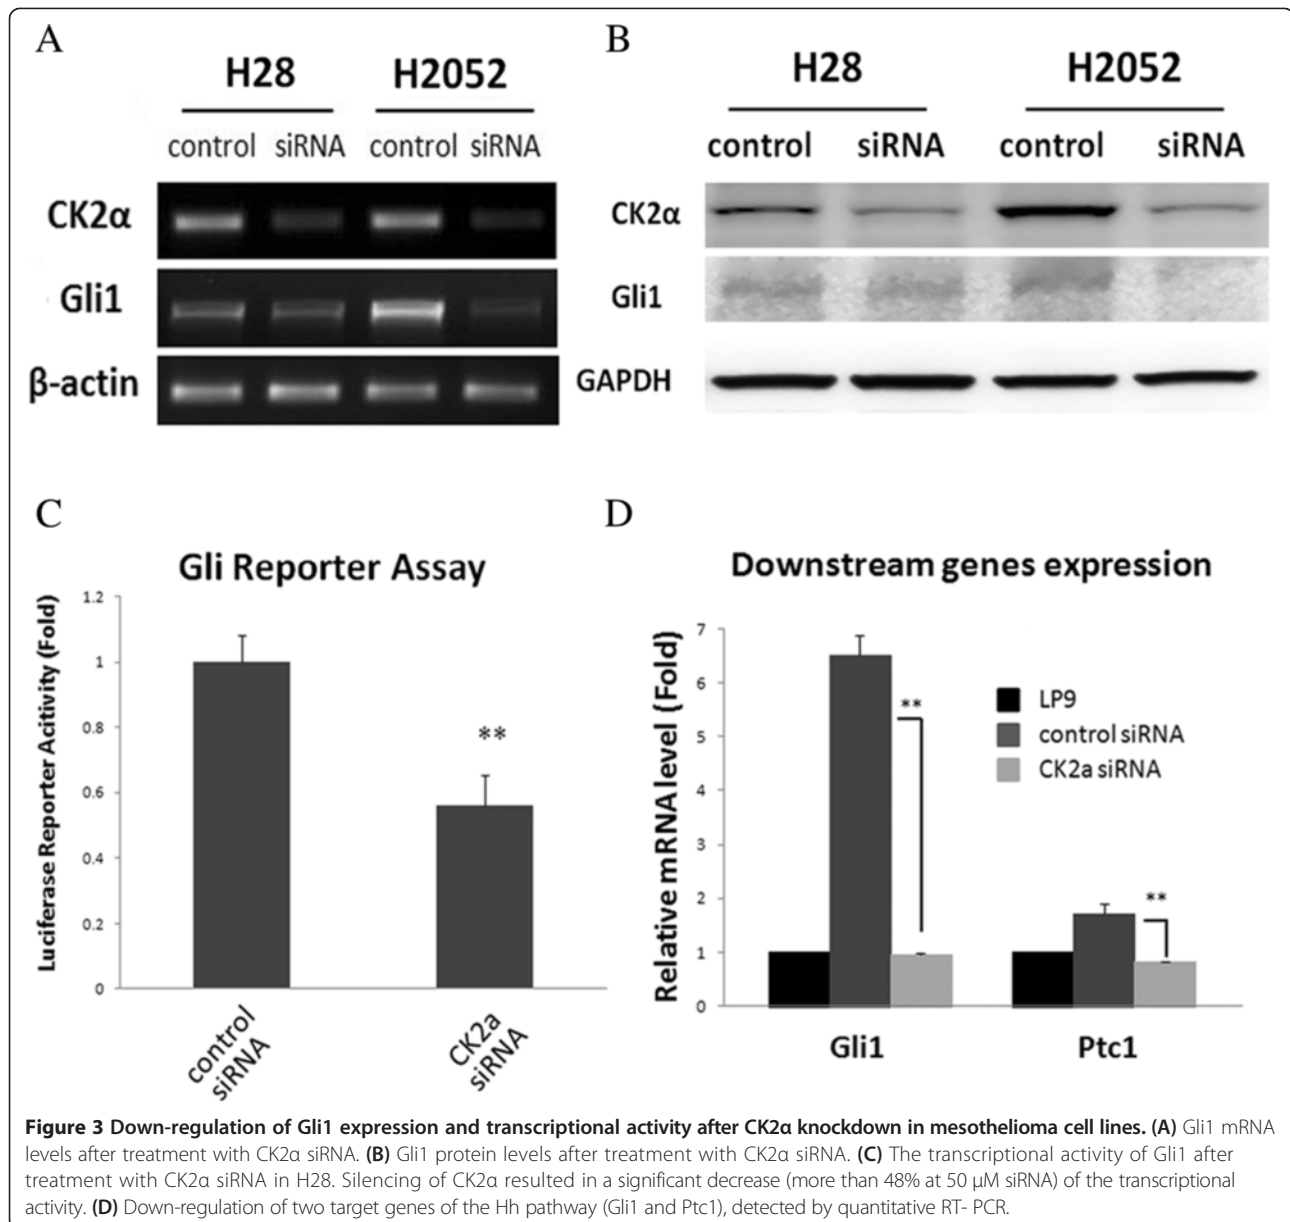 A
H28 H2052
control siRNA control siRNA
CK2α
Gli1
β-actin
B
H28 H2052
control siRNA control siRNA
CK2α
Gli1
GAPDH
C
Gli Reporter Assay
Luciferase Reporter Acitivity (Fold)
1.2
1
0.8
0.6
0.4
0.2
0
**
control siRNA
CK2a siRNA
D
Downstream genes expression
Relative mRNA level (Fold)
7
6
5
4
3
2
1
0
**
**
LP9
control siRNA
CK2a siRNA
Gli1
Ptc1
Figure 3 Down-regulation of Gli1 expression and transcriptional activity after CK2α knockdown in mesothelioma cell lines. (A) Gli1 mRNA
levels after treatment with CK2α siRNA. (B) Gli1 protein levels after treatment with CK2α siRNA. (C) The transcriptional activity of Gli1 after
treatment with CK2α siRNA in H28. Silencing of CK2α resulted in a significant decrease (more than 48% at 50 μM siRNA) of the transcriptional
activity. (D) Down-regulation of two target genes of the Hh pathway (Gli1 and Ptc1), detected by quantitative RT- PCR.